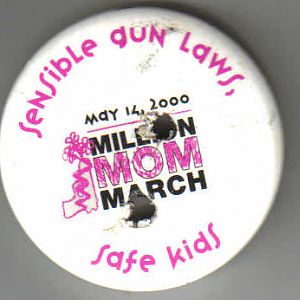 sensible gun laws,
May 14, 2000
MILLION
MOM
MARCH
safe kids